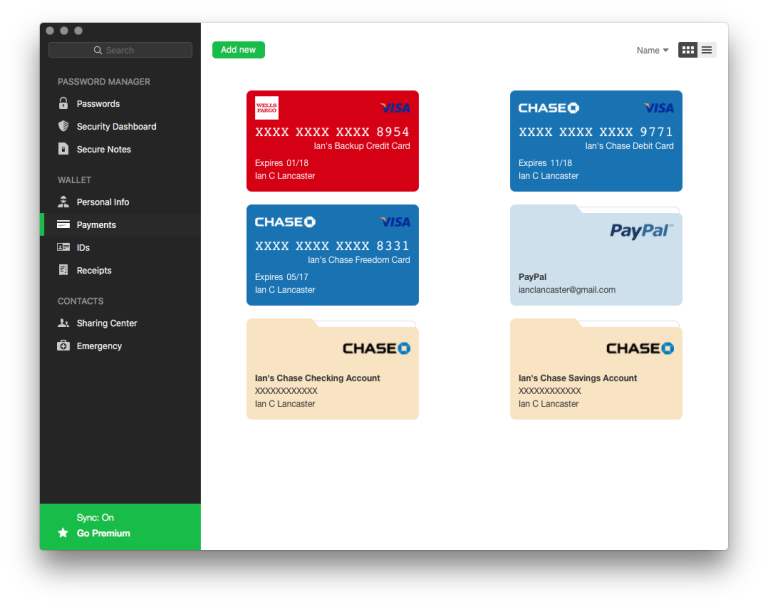 Search
PASSWORD MANAGER
Passwords
Security Dashboard
Secure Notes
WALLET
Personal Info
Payments
IDs
Receipts
CONTACTS
Sharing Center
Emergency
Sync: On
Go Premium
Add new
Name
WELLS
FARGO
VISA
XXXX XXXX XXXX 8954
Ian's Backup Credit Card
Expires 01/18
Ian C Lancaster
CHASE
VISA
XXXX XXXX XXXX 9771
Ian's Chase Debit Card
Expires 11/18
Ian C Lancaster
CHASE
VISA
XXXX XXXX XXXX 8331
Ian's Chase Freedom Card
Expires 05/17
Ian C Lancaster
PayPal
PayPal
ianclancaster@gmail.com
CHASE
Ian's Chase Checking Account
XXXXXXXXXXXX
Ian C Lancaster
CHASE
Ian's Chase Savings Account
XXXXXXXXXXXX
Ian C Lancaster